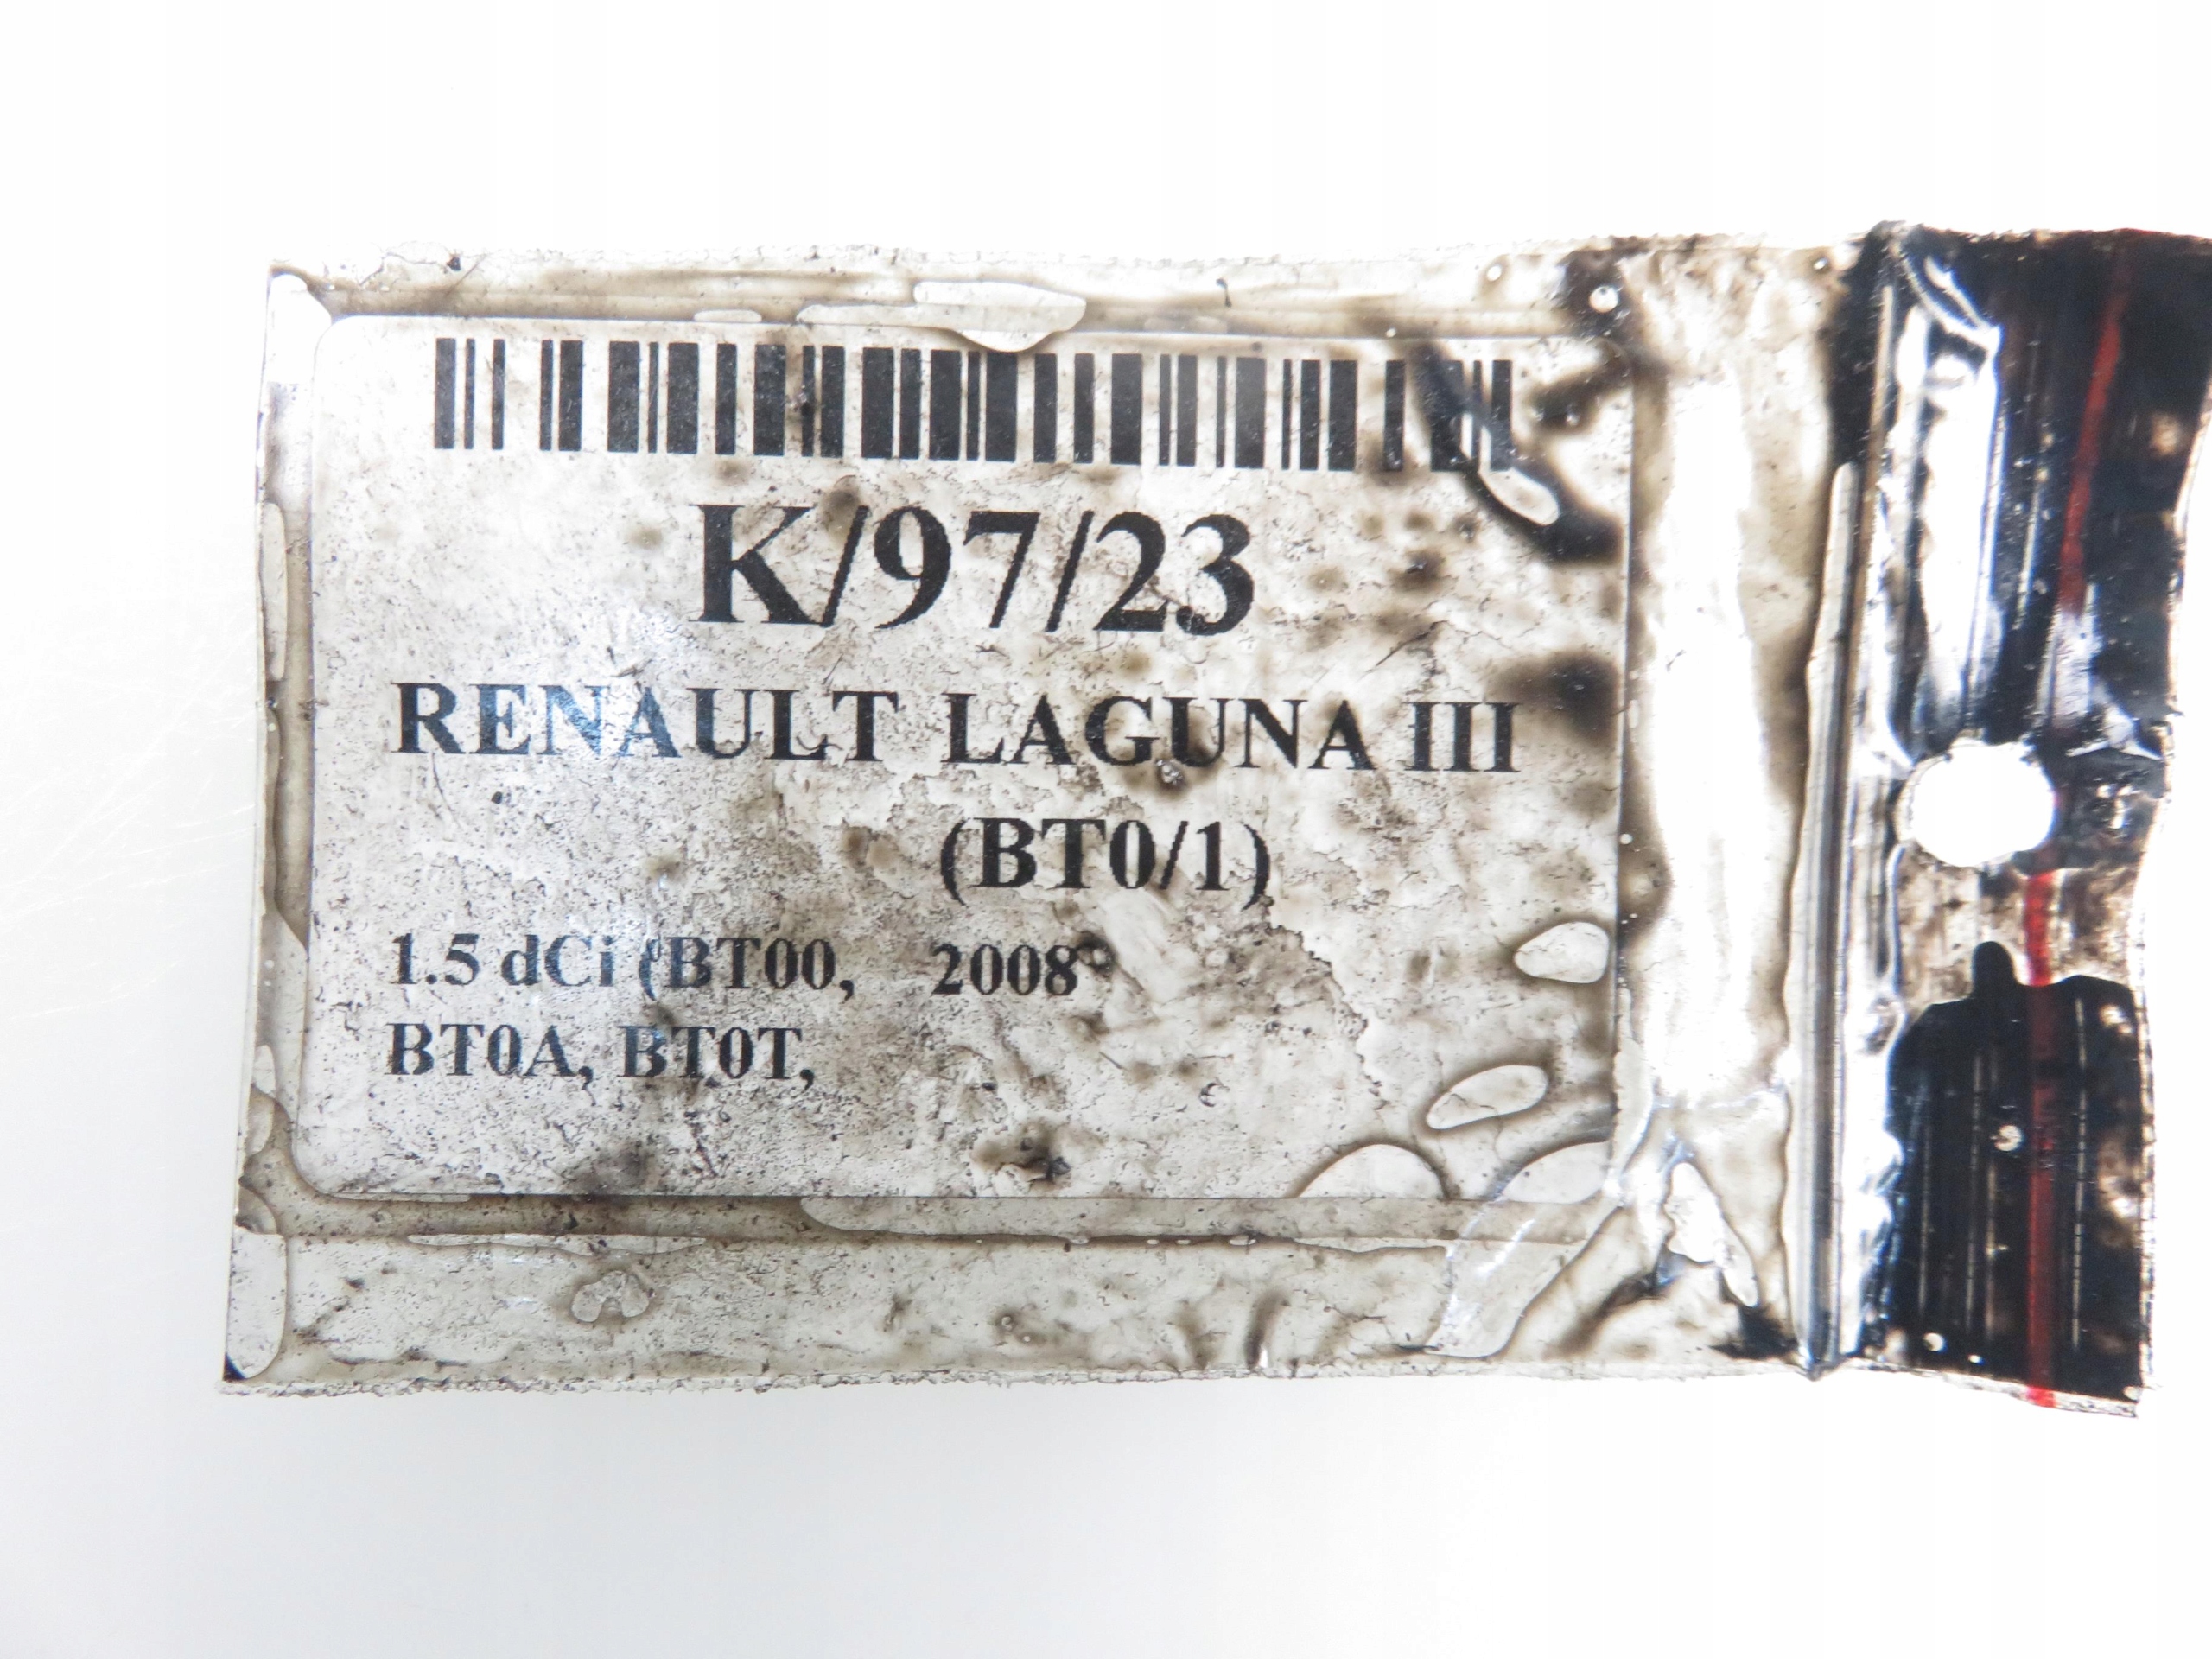 K/97/23
RENAULT LAGUNA III
(BT0/1)
1.5 dCi (BT00, 2008
BT0A, BT0T,